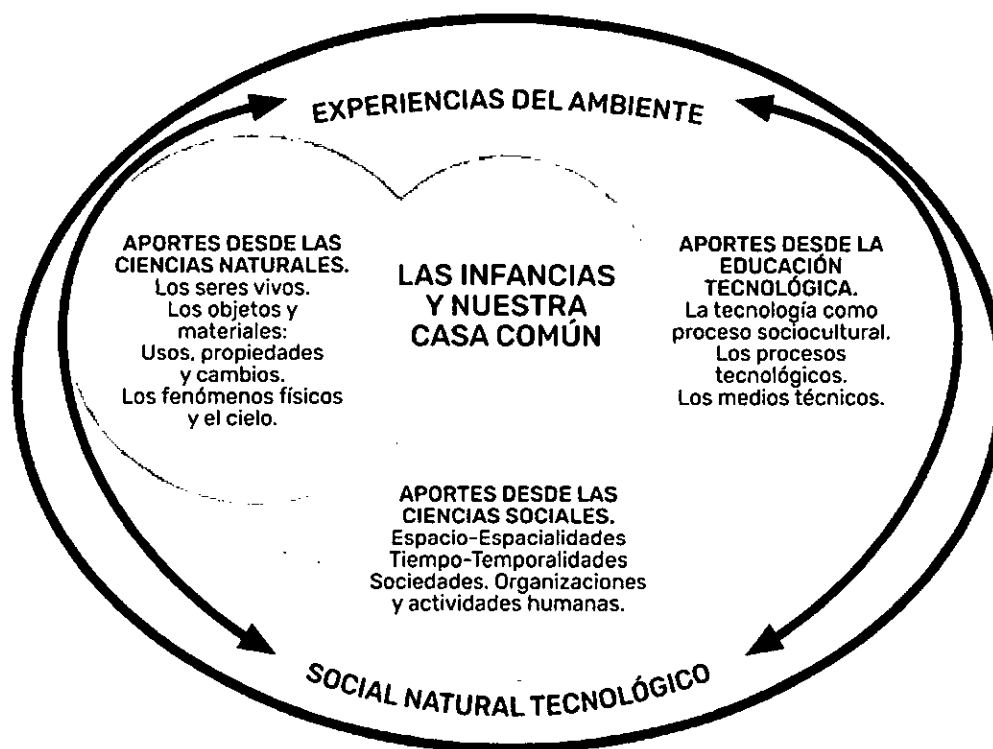 EXPERIENCIAS DEL AMBIENTE
APORTES DESDE LAS
CIENCIAS NATURALES.
Los seres vivos.
Los objetos y
materiales:
Usos, propiedades
y cambios.
Los fenómenos físicos
y el cielo.
LAS INFANCIAS
Y NUESTRA
CASA COMÚN
APORTES DESDE LA
EDUCACIÓN
TECNOLÓGICA.
La tecnología como
proceso sociocultural.
Los procesos
tecnológicos.
Los medios técnicos.
APORTES DESDE LAS
CIENCIAS SOCIALES.
Espacio-Espacialidades
Tiempo-Temporalidades
Sociedades. Organizaciones
y actividades humanas.
SOCIAL NATURAL TECNOLÓGICO